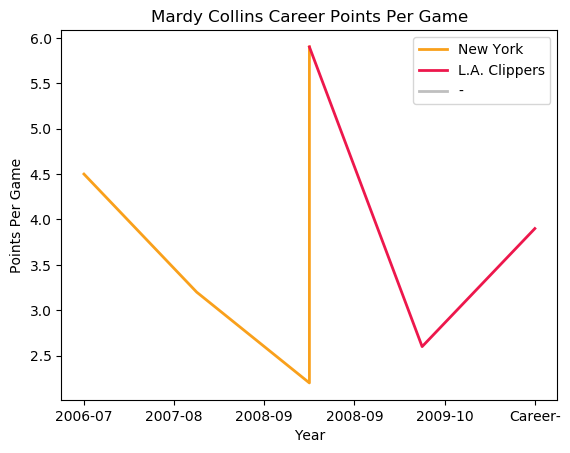 Mardy Collins Career Points Per Game
6.0
5.5
5.0
4.5
4.0
3.5
3.0
2.5
Points Per Game
New York
L.A. Clippers
-
2006-07 2007-08 2008-09 2008-09 2009-10 Career-
Year